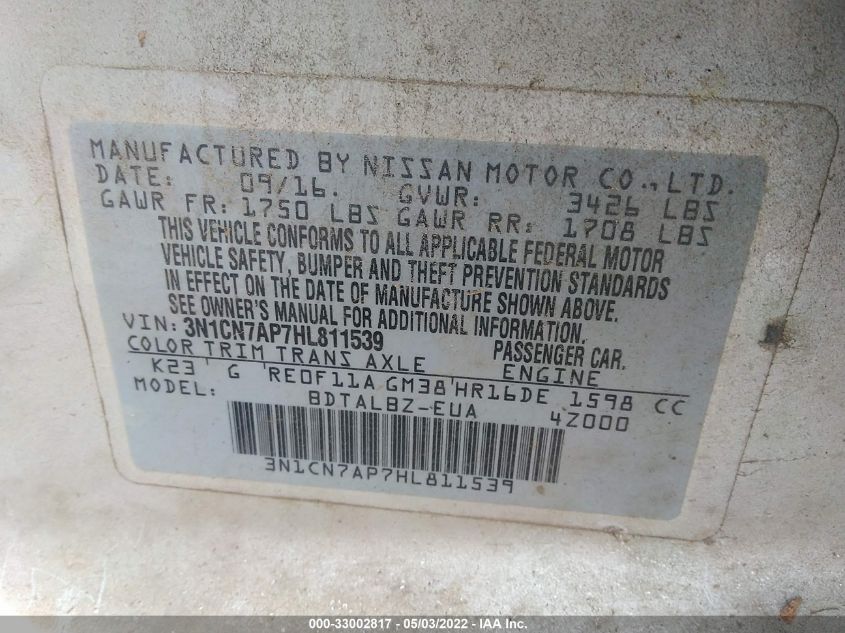 MANUFACTURED BY NISSAN MOTOR CO., LTD.
DATE: 09/16. GVWR: 3426 LBS
GAWR FR: 1750 LBS GAWR RR: 1708 LBS
THIS VEHICLE CONFORMS TO ALL APPLICABLE FEDERAL MOTOR
VEHICLE SAFETY, BUMPER AND THEFT PREVENTION STANDARDS
IN EFFECT ON THE DATE OF MANUFACTURE SHOWN ABOVE.
SEE OWNER'S MANUAL FOR ADDITIONAL INFORMATION.
VIN: 3N1CN7AP7HL811539 PASSENGER CAR.
COLOR TRIM TRANS AXLE ENGINE
K23 ' G 'RE0F11A GM38'HR16DE 1598 CC
MODEL: BDTALBZ-EUA 4Z000
3N1CN7AP7HL811539
000-33002817 - 05/03/2022 - IAA Inc.